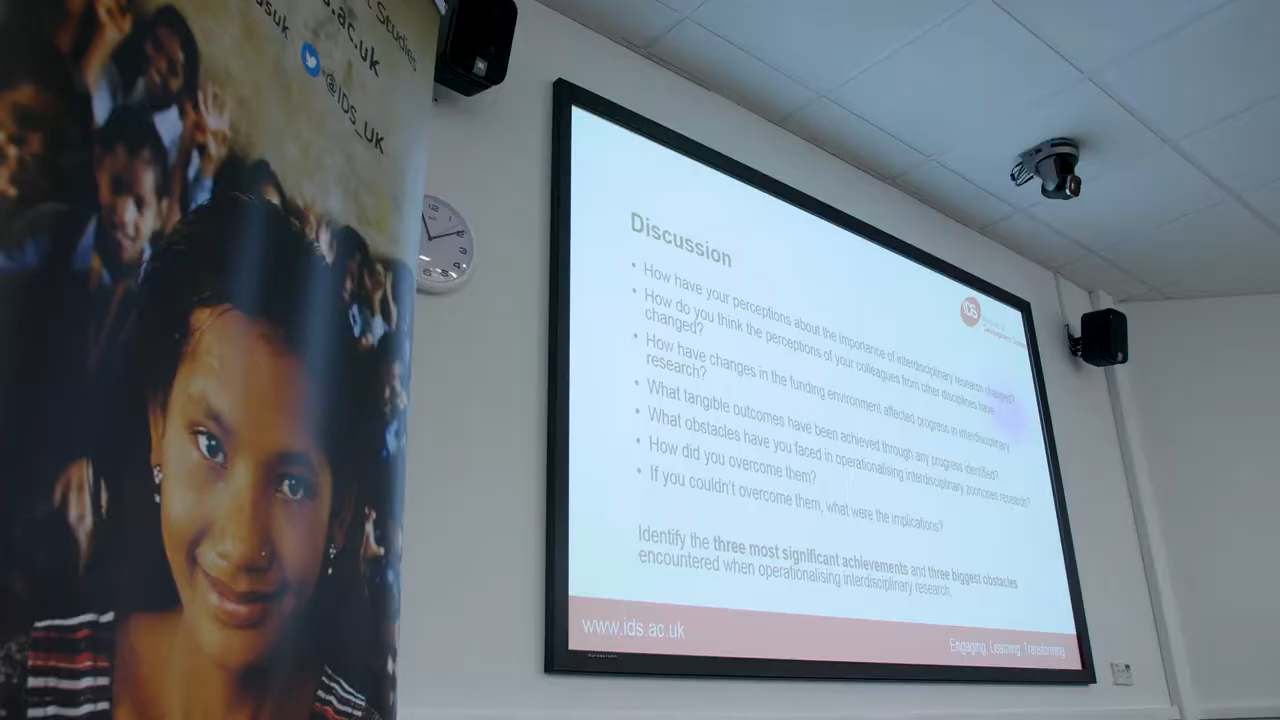 t Studies
s.ac.uk
asuk
@IDS_UK
12
Discussion
IDS
• How have your perceptions about the importance of interdisciplinary research changed?
• How do you think the perceptions of your colleagues from other disciplines have
changed?
• How have changes in the funding environment affected progress in interdisciplinary
research?
• What tangible outcomes have been achieved through any progress identified?
• What obstacles have you faced in operationalising interdisciplinary zoonoses research?
• How did you overcome them?
• If you couldn't overcome them, what were the implications?
Identify the three most significant achievements and three biggest obstacles
encountered when operationalising interdisciplinary research.
www.ids.ac.uk
Engaging, Learning, Transforming